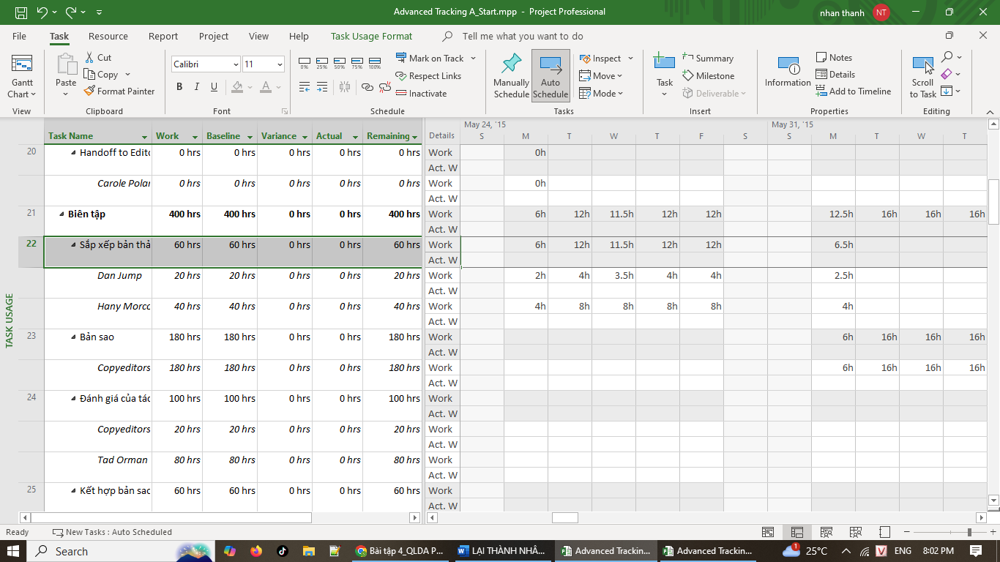 Advanced Tracking A_Start.mpp - Project Professional
nhan thanh NT
File Task Resource Report Project View Help Task Usage Format Tell me what you want to do
Gantt Chart
View
Paste
Cut
Copy
Format Painter
Clipboard
Calibri 11
B I U A
Font
0% 25% 50% 75% 100%
Mark on Track
Respect Links
Inactivate
Schedule
Manually Schedule
Auto Schedule
Inspect
Move
Mode
Tasks
Task
Summary
Milestone
Deliverable
Insert
Information
Notes
Details
Add to Timeline
Properties
Scroll to Task
Editing
TASK USAGE
Task Name Work Baseline Variance Actual Remaining Details
May 24, '15 May 31, '15
S M T W T F S S M T W T
20 Handoff to Edito 0 hrs 0 hrs 0 hrs 0 hrs 0 hrs Work 0h
Act. W
Carole Polar 0 hrs 0 hrs 0 hrs 0 hrs 0 hrs Work 0h
Act. W
21 Biên tập 400 hrs 400 hrs 0 hrs 0 hrs 400 hrs Work 6h 12h 11.5h 12h 12h 12.5h 16h 16h 16h
Act. W
22 Sắp xếp bản thả 60 hrs 60 hrs 0 hrs 0 hrs 60 hrs Work 6h 12h 11.5h 12h 12h 6.5h
Act. W
Dan Jump 20 hrs 20 hrs 0 hrs 0 hrs 20 hrs Work 2h 4h 3.5h 4h 4h 2.5h
Act. W
Hany Morco 40 hrs 40 hrs 0 hrs 0 hrs 40 hrs Work 4h 8h 8h 8h 8h 4h
Act. W
23 Bản sao 180 hrs 180 hrs 0 hrs 0 hrs 180 hrs Work 6h 16h 16h 16h
Act. W
Copyeditors 180 hrs 180 hrs 0 hrs 0 hrs 180 hrs Work 6h 16h 16h 16h
Act. W
24 Đánh giá của tác 100 hrs 100 hrs 0 hrs 0 hrs 100 hrs Work
Act. W
Copyeditors 20 hrs 20 hrs 0 hrs 0 hrs 20 hrs Work
Act. W
Tad Orman 80 hrs 80 hrs 0 hrs 0 hrs 80 hrs Work
Act. W
25 Kết hợp bản sao 60 hrs 60 hrs 0 hrs 0 hrs 60 hrs Work
Act. W
Ready New Tasks : Auto Scheduled
Search Bài tập 4_QLDA P... LẠI THÀNH NHÂ... Advanced Trackin... Advanced Trackin... 1 25°C V ENG 8:02 PM